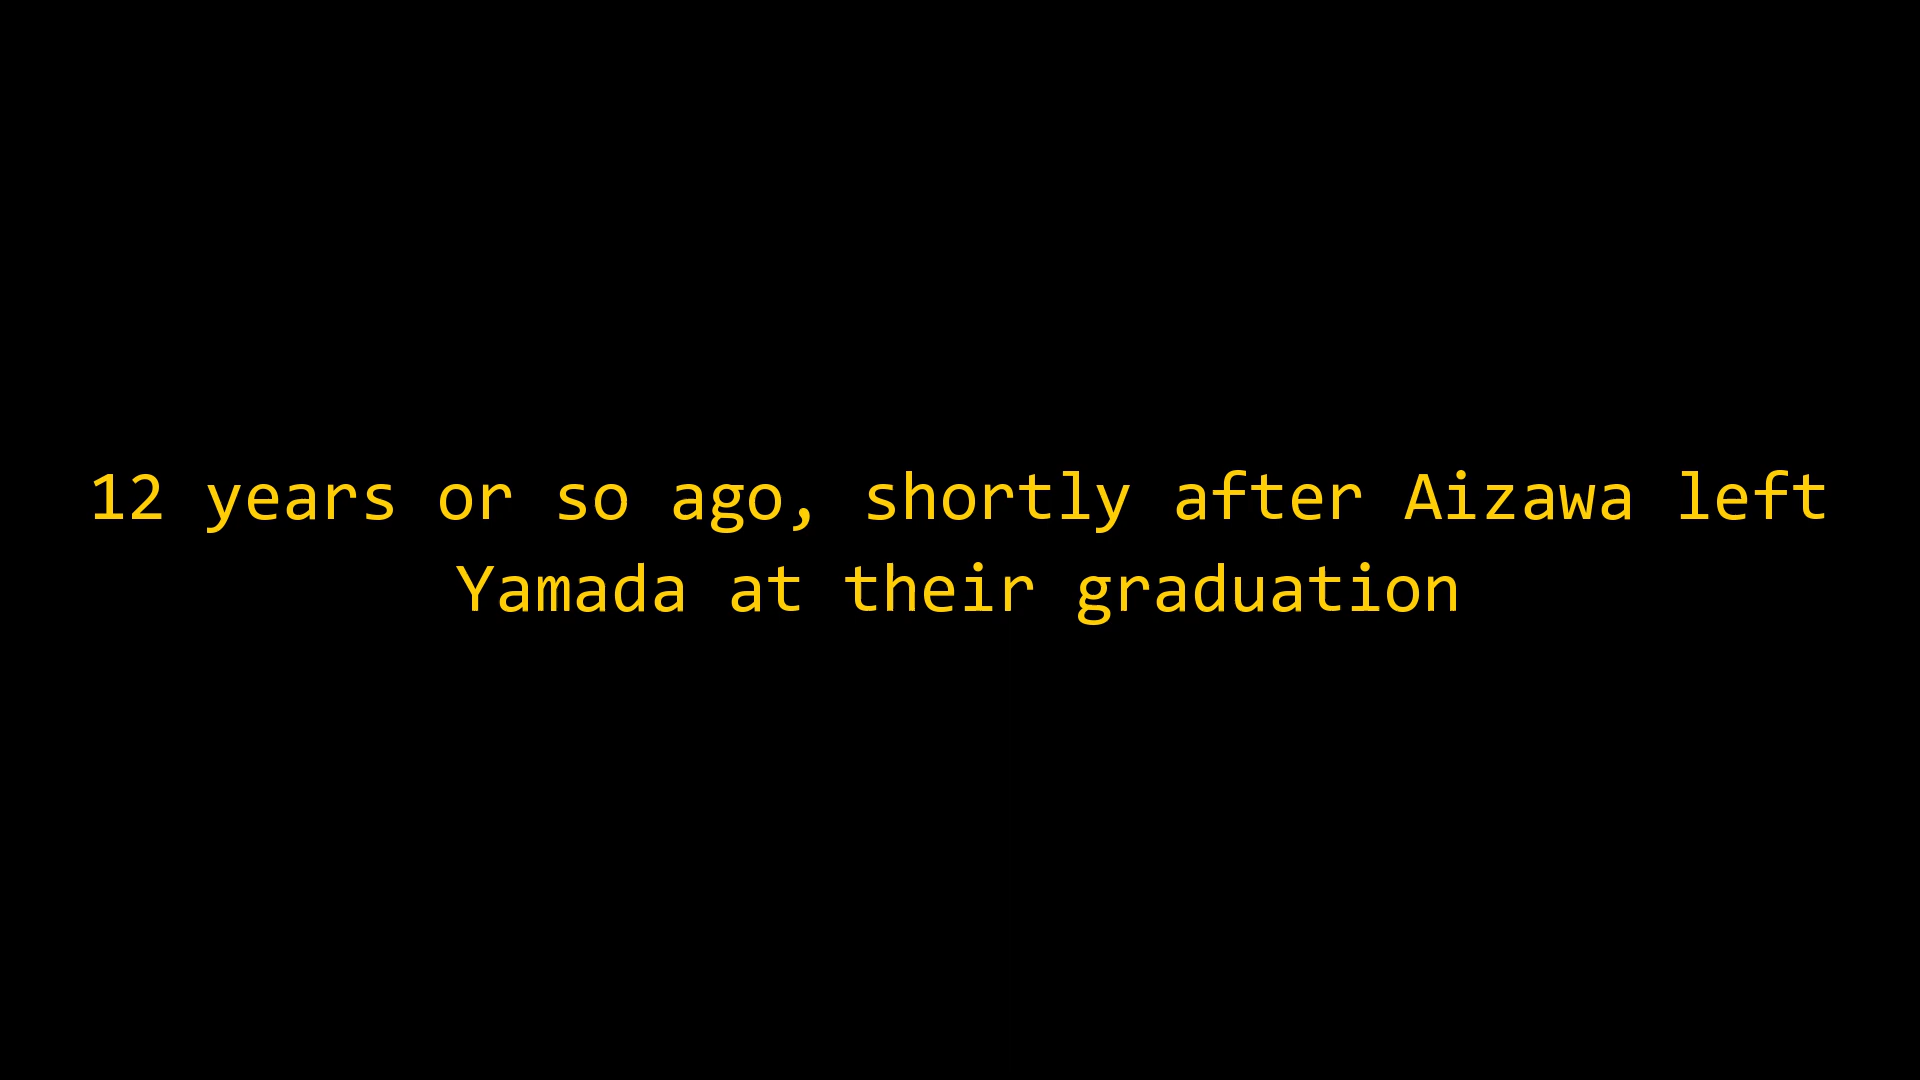 12 years or so ago, shortly after Aizawa left
Yamada at their graduation